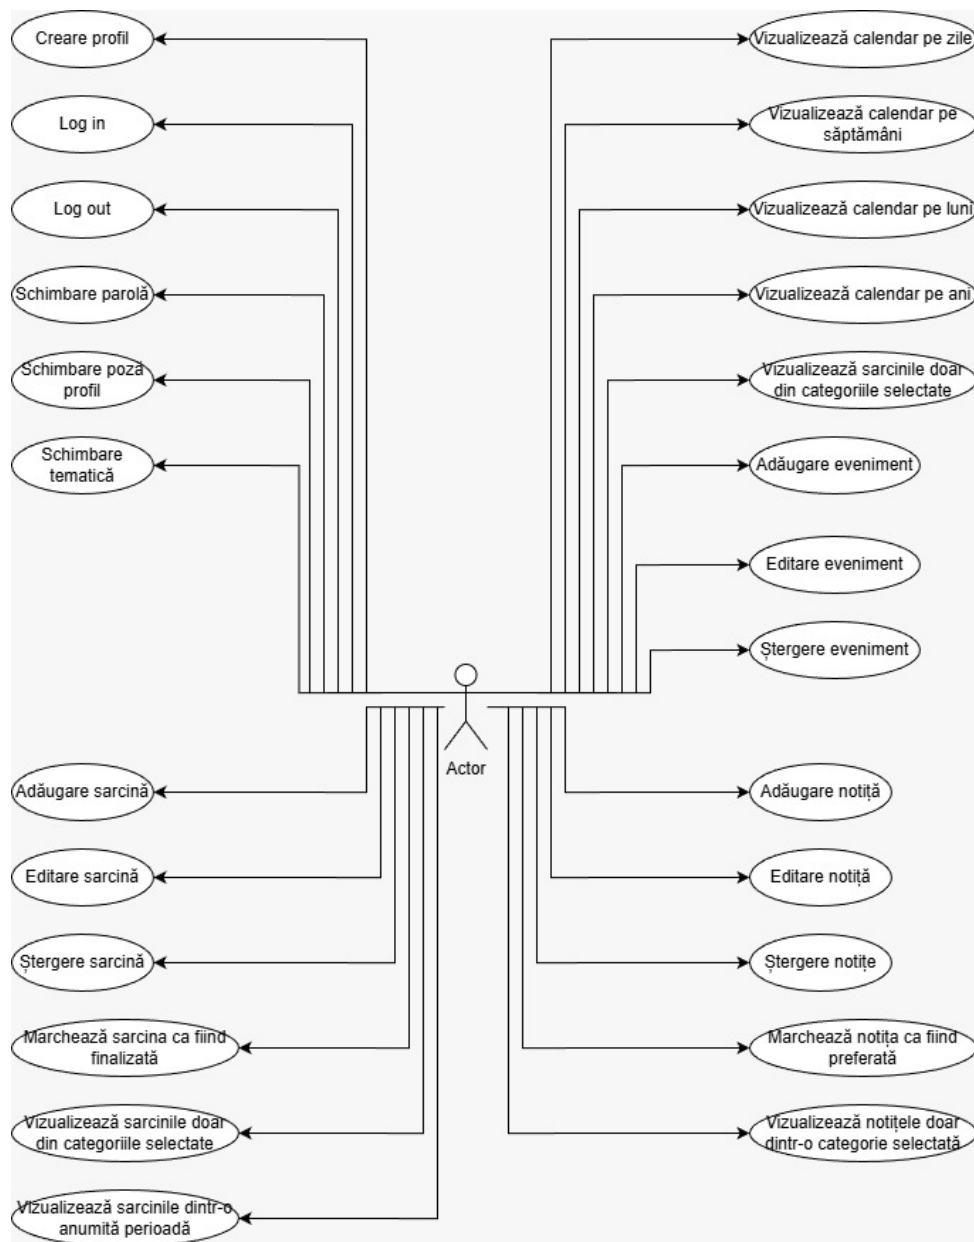 Creare profil
Log in
Log out
Schimbare parolă
Schimbare poză
profil
Schimbare
tematică
Vizualizează calendar pe zile
Vizualizează calendar pe
săptămâni
Vizualizează calendar pe luni
Vizualizează calendar pe ani
Vizualizează sarcinile doar
din categoriile selectate
Adăugare eveniment
Editare eveniment
Ștergere eveniment
Actor
Adăugare sarcină
Editare sarcină
Ștergere sarcină
Marchează sarcina ca fiind
finalizată
Vizualizează sarcinile doar
din categoriile selectate
Vizualizează sarcinile dintr-o
anumită perioadă
Adăugare notiță
Editare notiță
Ștergere notițe
Marchează notița ca fiind
preferată
Vizualizează notițele doar
dintr-o categorie selectată